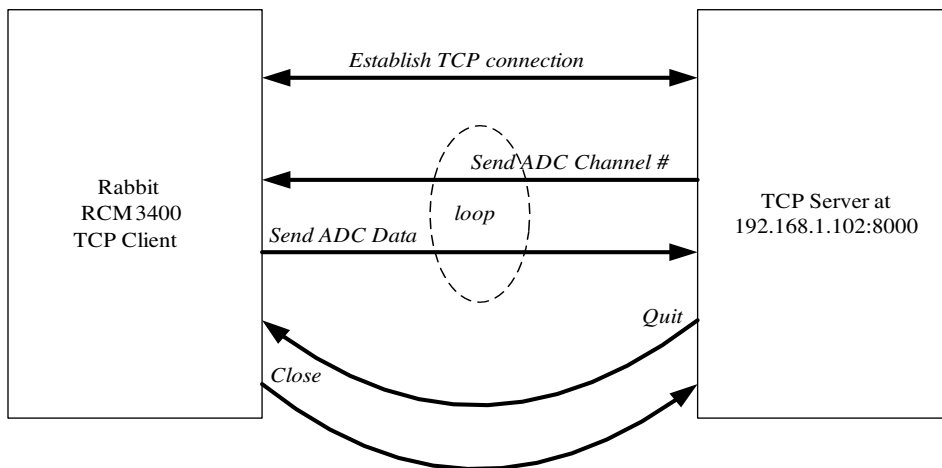 Establish TCP connection
Send ADC Channel #
Rabbit
RCM3400
TCP Client
loop
TCP Server at
192.168.1.102:8000
Send ADC Data
Quit
Close